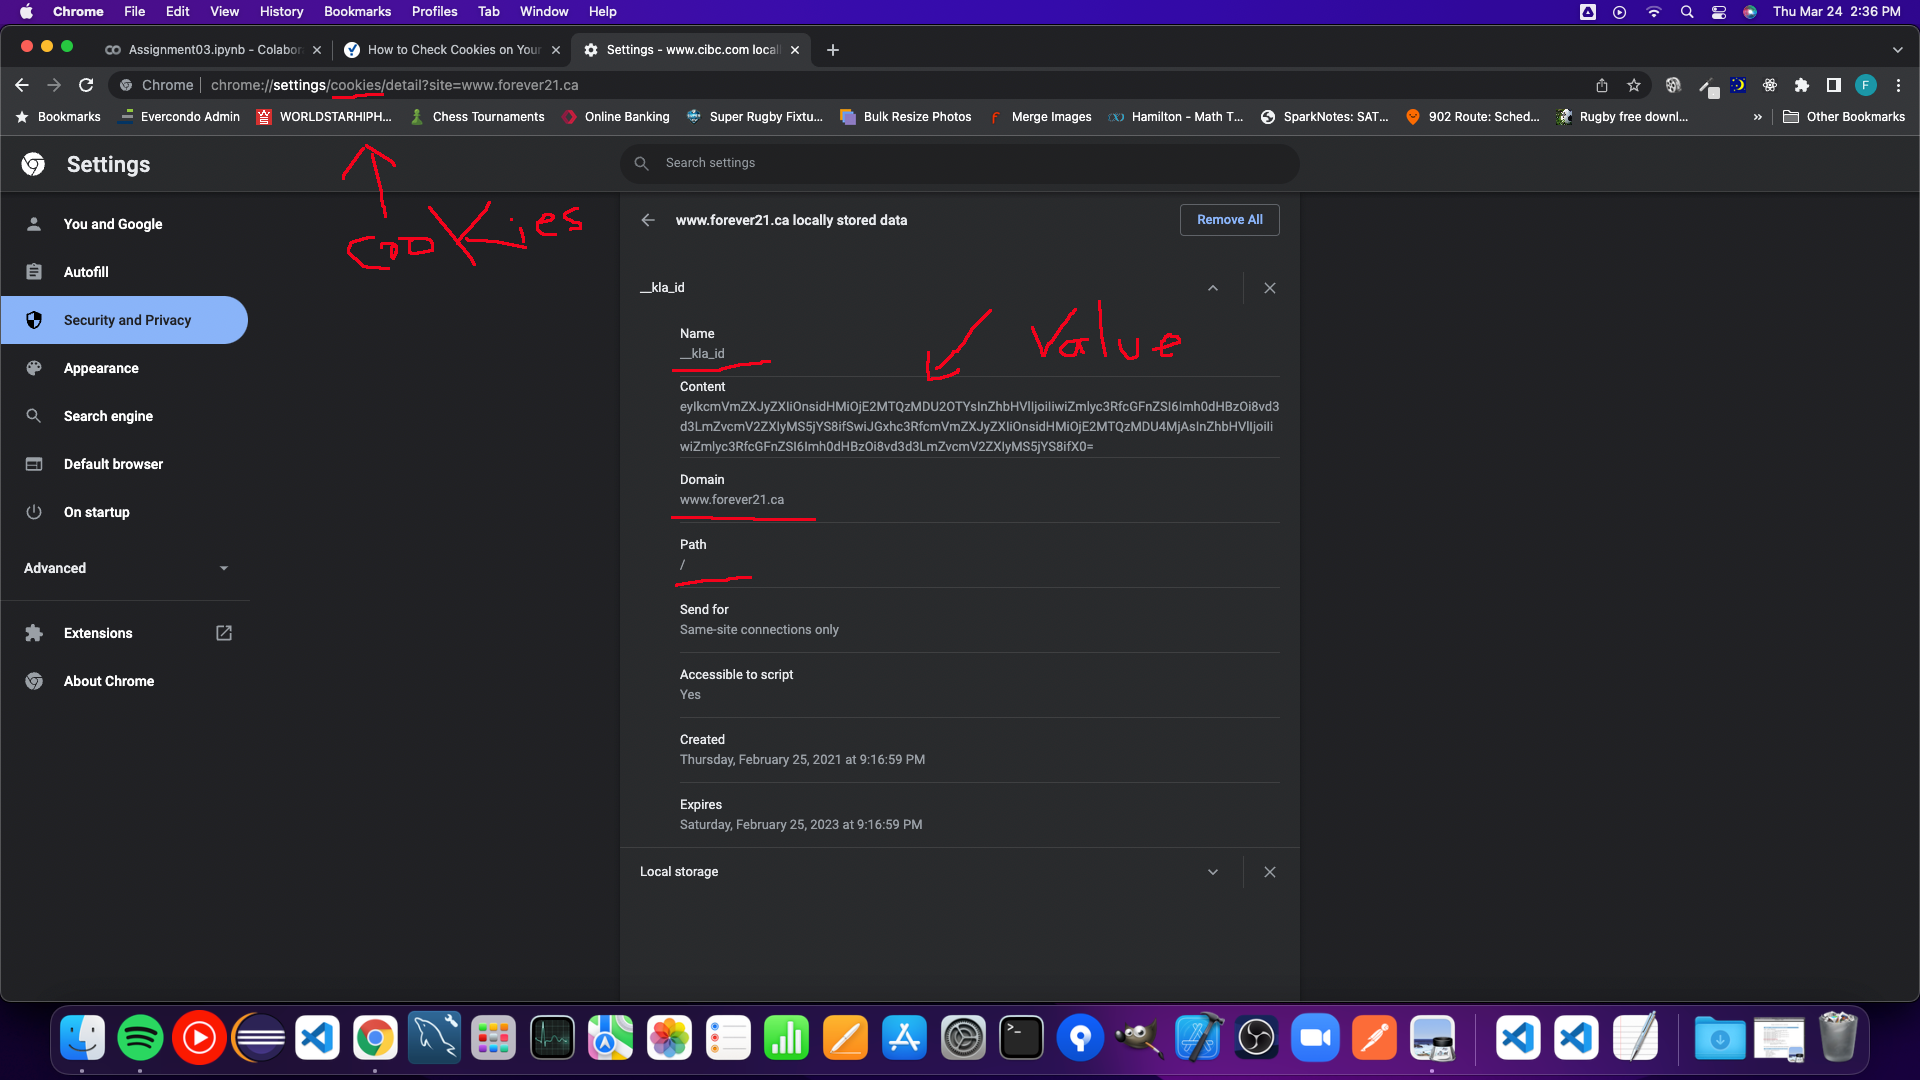 Chrome File Edit View History Bookmarks Profiles Tab Window Help Thu Mar 24 2:36 PM
Assignment03.ipynb - Colabor How to Check Cookies on Your Settings - www.cibc.com local
Chrome chrome://settings/cookies/detail?site=www.forever21.ca F
Bookmarks Evercondo Admin WORLDSTARHIPH... Chess Tournaments Online Banking Super Rugby Fixtu... Bulk Resize Photos Merge Images Hamilton - Math T... SparkNotes: SAT... 902 Route: Sched... Rugby free downl... » Other Bookmarks
Settings
Search settings
cooKies
You and Google
Autofill
Security and Privacy
Appearance
Search engine
Default browser
On startup
Advanced
Extensions
About Chrome
www.forever21.ca locally stored data
Remove All
__kla_id
Value
Name
__kla_id
Content
eyIkcmVmZXJyZXIiOnsidHMiOjE2MTQzMDU2OTYsInZhbHVlIjoiIiwiZmlyc3RfcGFnZSI6Imh0dHBzOi8vd3
d3LmZvcmV2ZXIyMS5jYS8ifSwiJGxhc3RfcmVmZXJyZXIiOnsidHMiOjE2MTQzMDU4MjAsInZhbHVlIjoiIi
wiZmlyc3RfcGFnZSI6Imh0dHBzOi8vd3d3LmZvcmV2ZXIyMS5jYS8ifX0=
Domain
www.forever21.ca
Path
/
Send for
Same-site connections only
Accessible to script
Yes
Created
Thursday, February 25, 2021 at 9:16:59 PM
Expires
Saturday, February 25, 2023 at 9:16:59 PM
Local storage